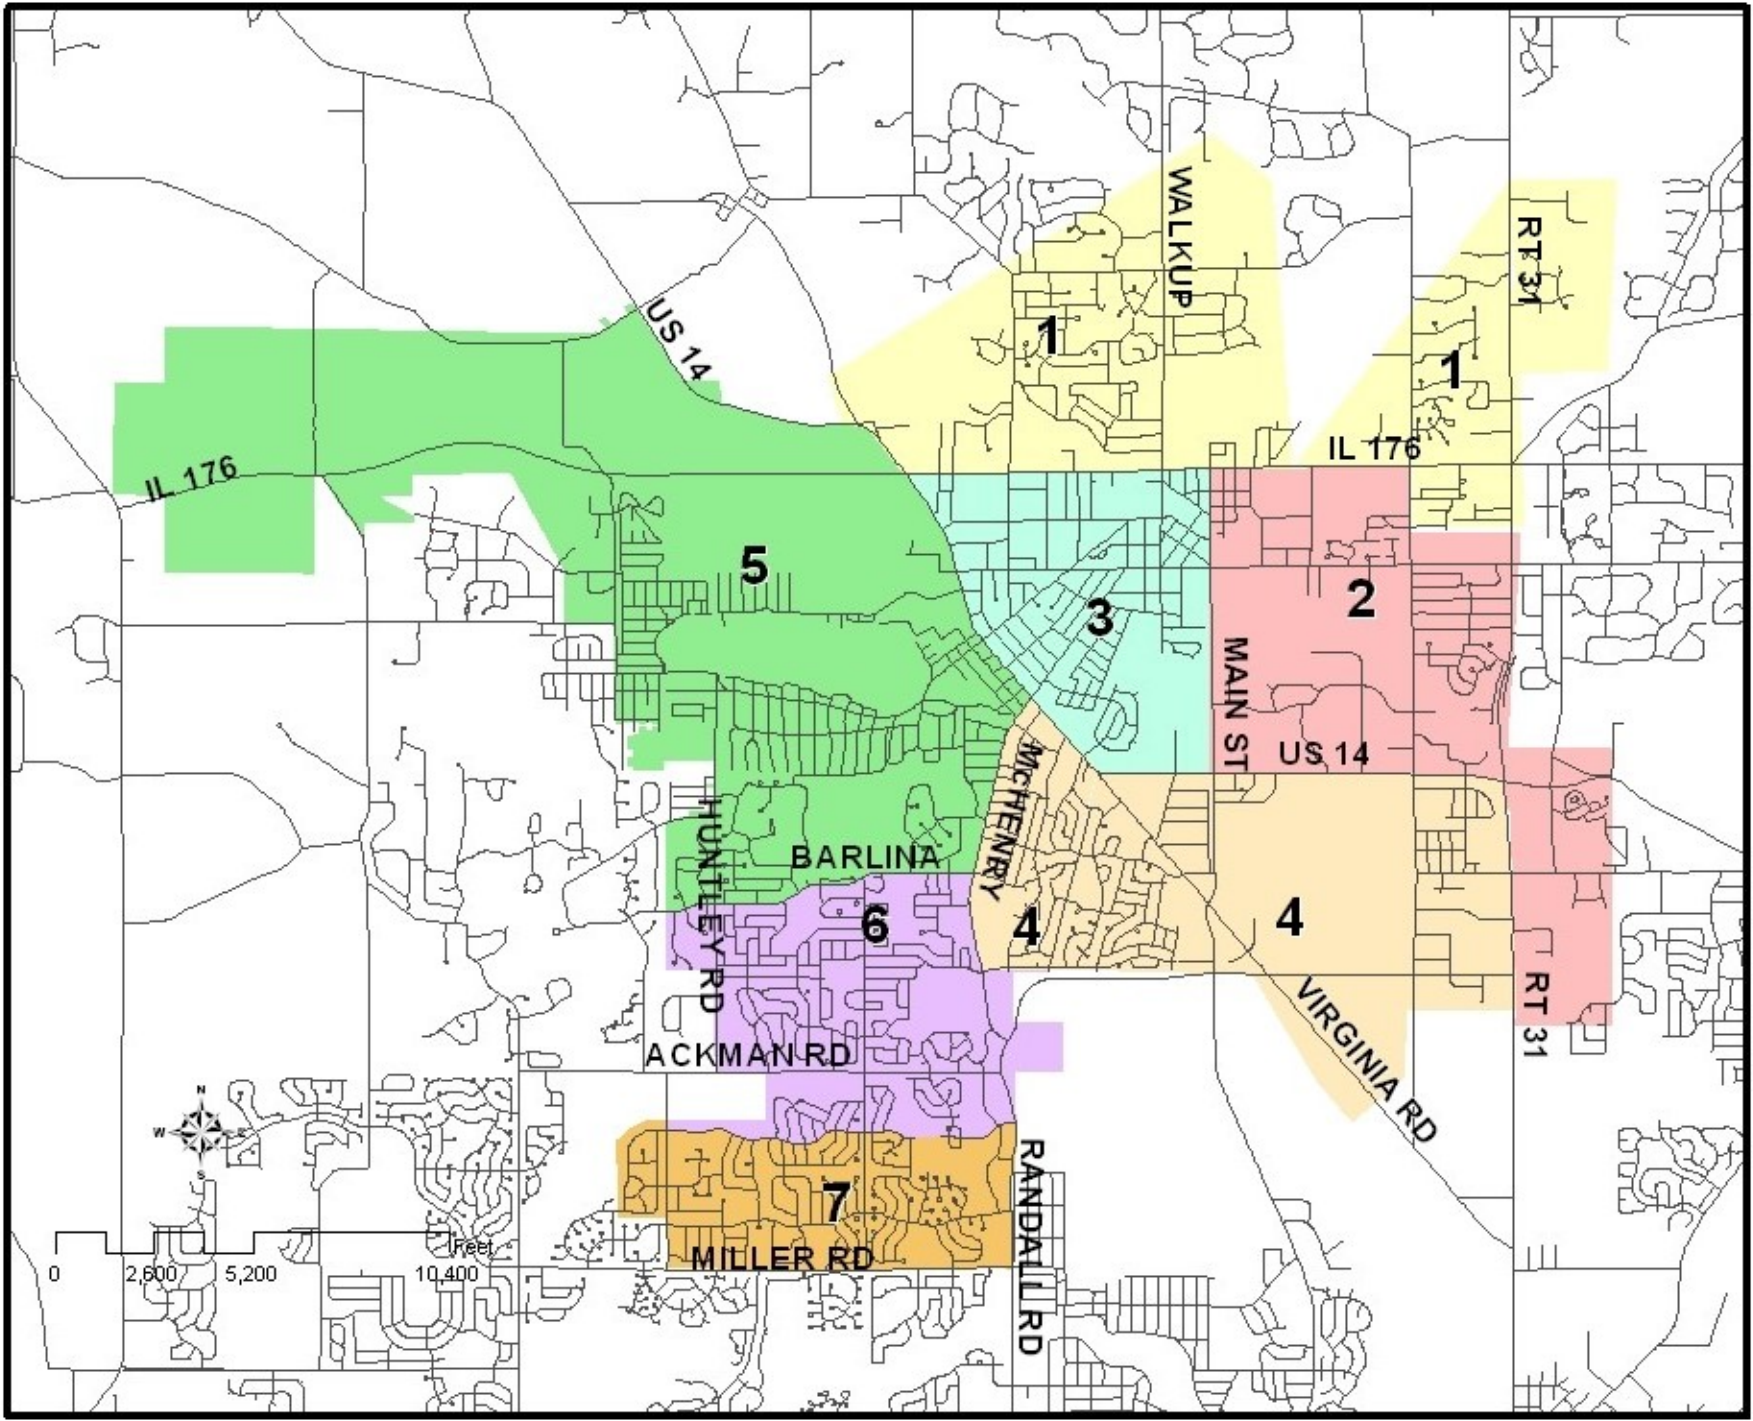 WALKUP
RT 31
US 14
1
1
IL 176
IL 176
5
2
3
MAIN ST
US 14
MCHENRY
HUNTLEY RD
BARLINA
6
4
4
RT 31
VIRGINIA RD
ACKMAN RD
N
W
E
S
RANDALL RD
7
MILLER RD
Feet
0 2,600 5,200 10,400